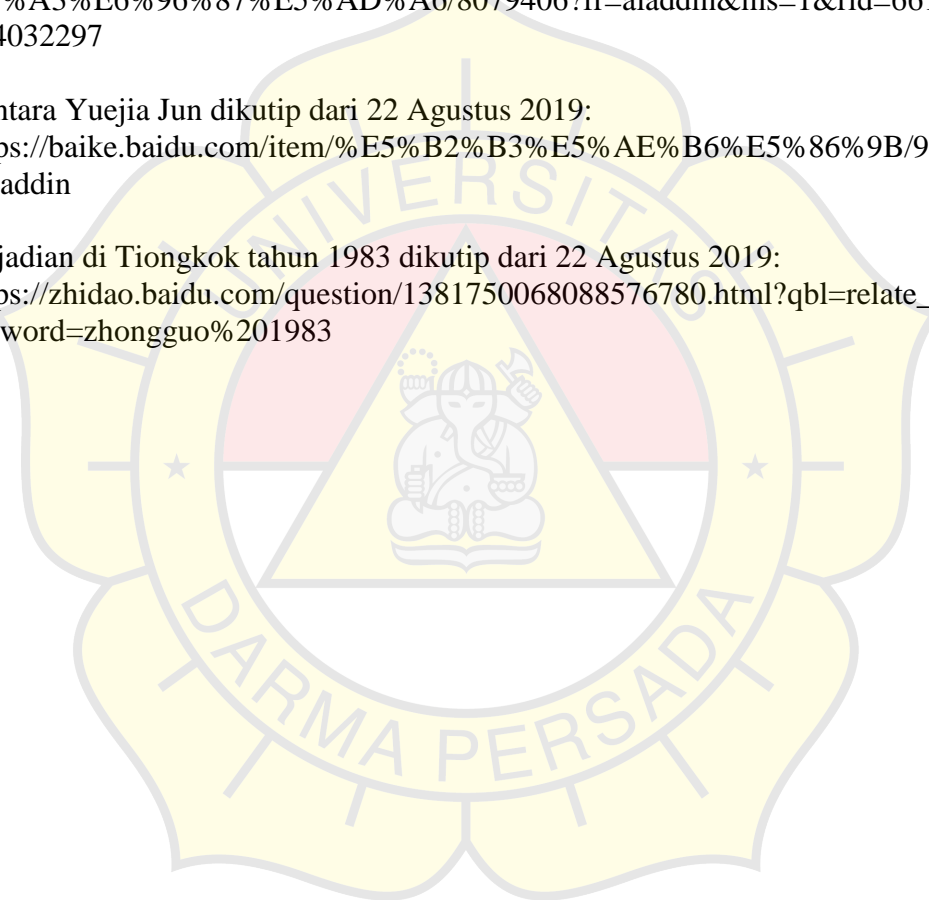 %A5%E6%96%87%E5%AD%A6/8079406?fr=aladdin&ms=1&rid=661
4032297
ntara Yuejia Jun dikutip dari 22 Agustus 2019:
ps://baike.baidu.com/item/%E5%B2%B3%E5%AE%B6%E5%86%9B/9
addin
jadian di Tiongkok tahun 1983 dikutip dari 22 Agustus 2019:
ps://zhidao.baidu.com/question/1381750068088576780.html?qbl=relate_
word=zhongguo%201983
UNIVERSITAS
DARMA PERSADA